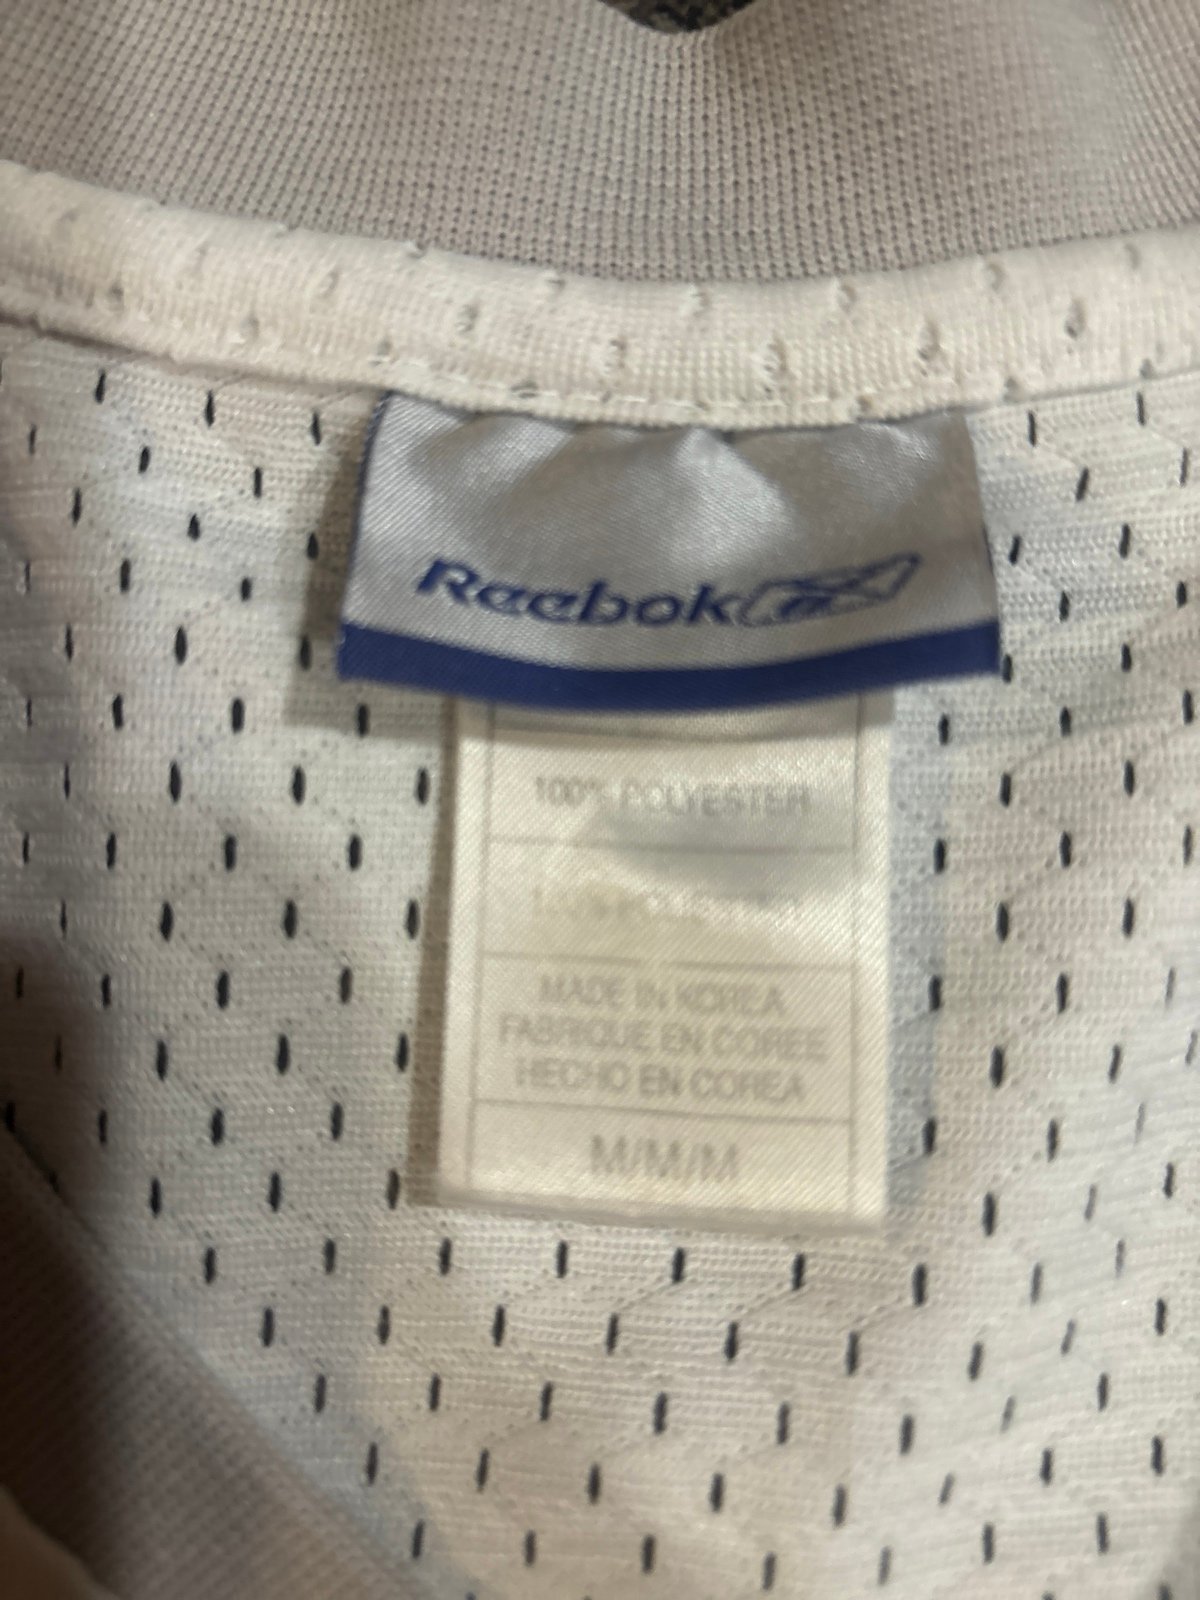 Reebok
100% POLYESTER
MADE IN KOREA
FABRIQUE EN COREE
HECHO EN COREA
M/M/M